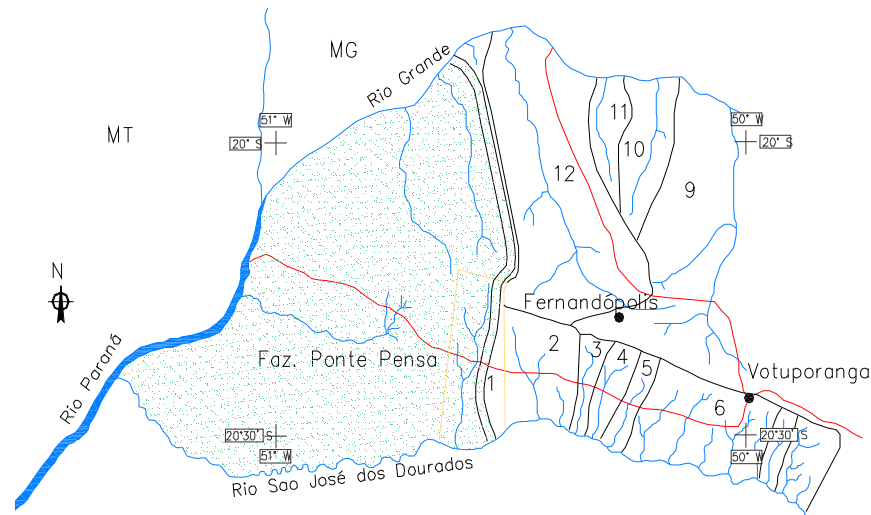 MG
MT
Rio Grande
51° W
20° S
50° W
20° S
11
10
12
9
N
Fernandópolis
2
3
4
5
1
6
Faz. Ponte Pensa
Votuporanga
Rio Paraná
20°30" S
51° W
20°30" S
50° W
Rio Sao José dos Dourados